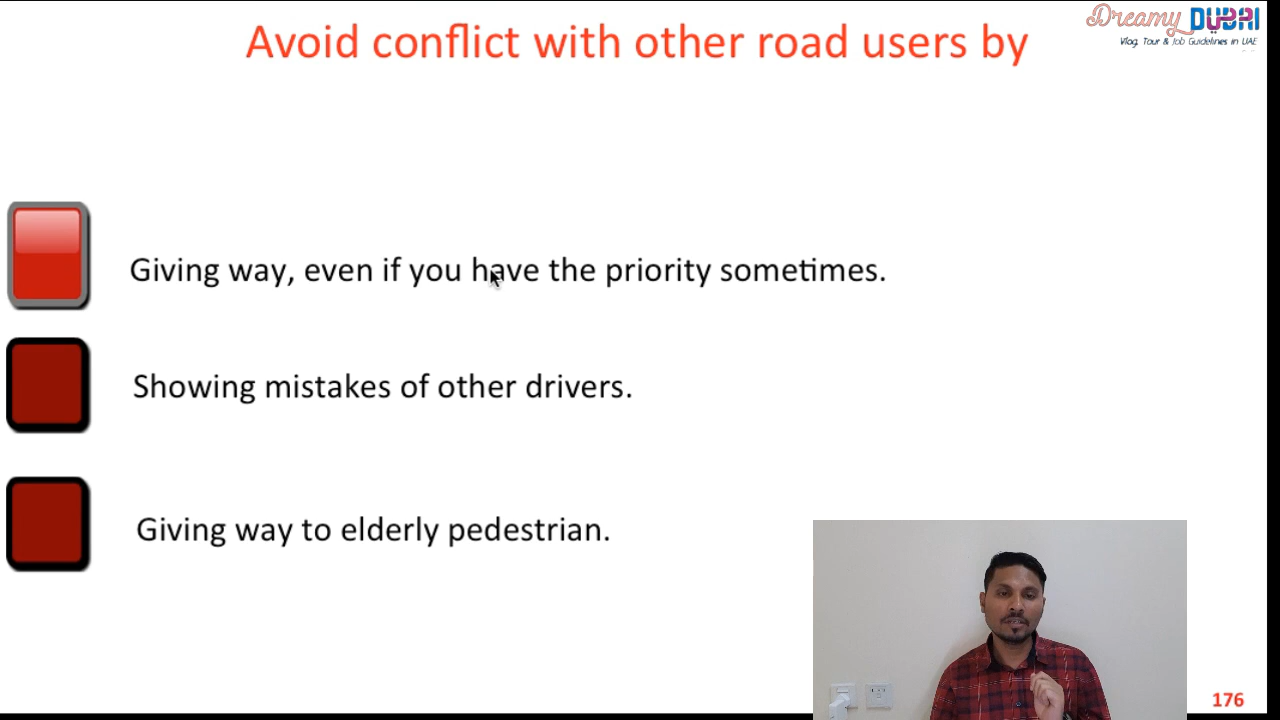 Avoid conflict with other road users by
Dreamy DUBAI
Vlog, Tour & Job Guidelines in UAE
Giving way, even if you have the priority sometimes.
Showing mistakes of other drivers.
Giving way to elderly pedestrian.
176